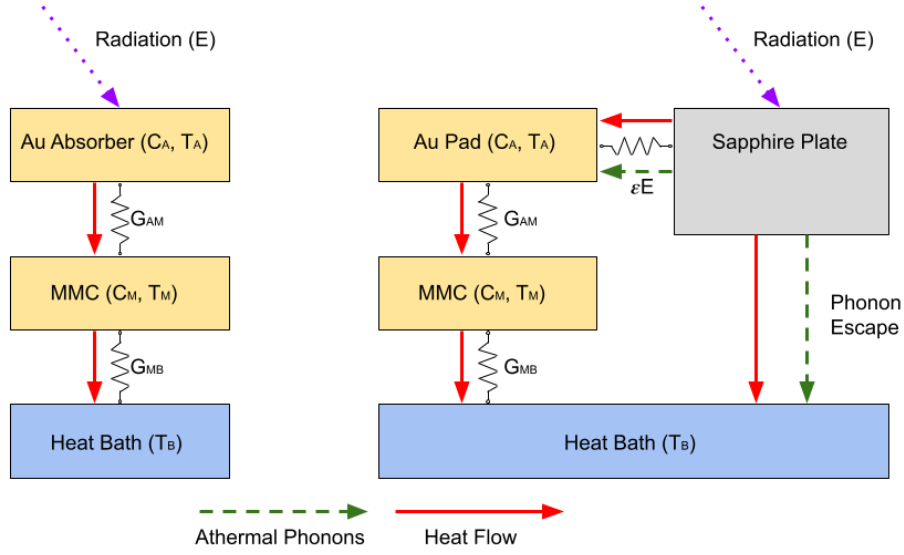 Radiation (E)
Radiation (E)
Au Absorber (CA, TA)
Au Pad (CA, TA)
Sapphire Plate
εE
GAM
GAM
MMC (CM, TM)
MMC (CM, TM)
Phonon
Escape
GMB
GMB
Heat Bath (TB)
Heat Bath (TB)
Athermal Phonons
Heat Flow